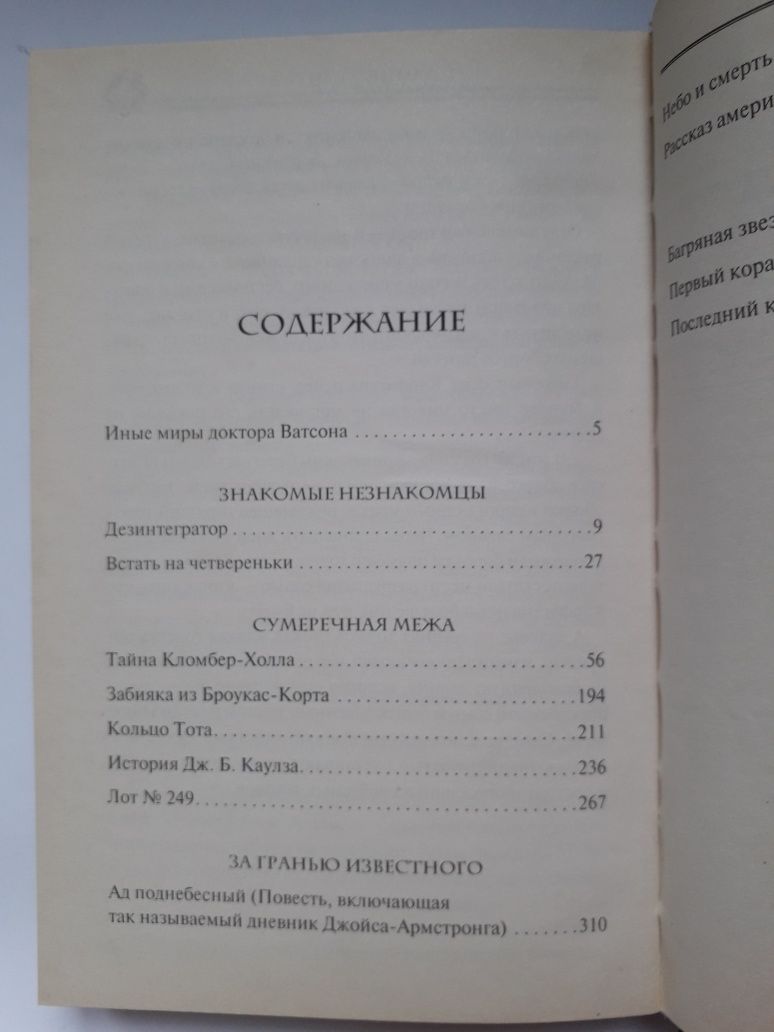 СОДЕРЖАНИЕ
Иные миры доктора Ватсона ..........................5
ЗНАКОМЫЕ НЕЗНАКОМЦЫ
Дезинтегратор .......................................9
Встать на четвереньки ..............................27
СУМЕРЕЧНАЯ МЕЖА
Тайна Кломбер-Холла ...............................56
Забияка из Броукас-Корта ..........................194
Кольцо Тота........................................211
История Дж. Б. Каулза..............................236
Лот № 249..........................................267
ЗА ГРАНЬЮ ИЗВЕСТНОГО
Ад поднебесный (Повесть, включающая
так называемый дневник Джойса-Армстронга) .......310
Небо и смерть
Рассказ
Багряная
Первый
Последний